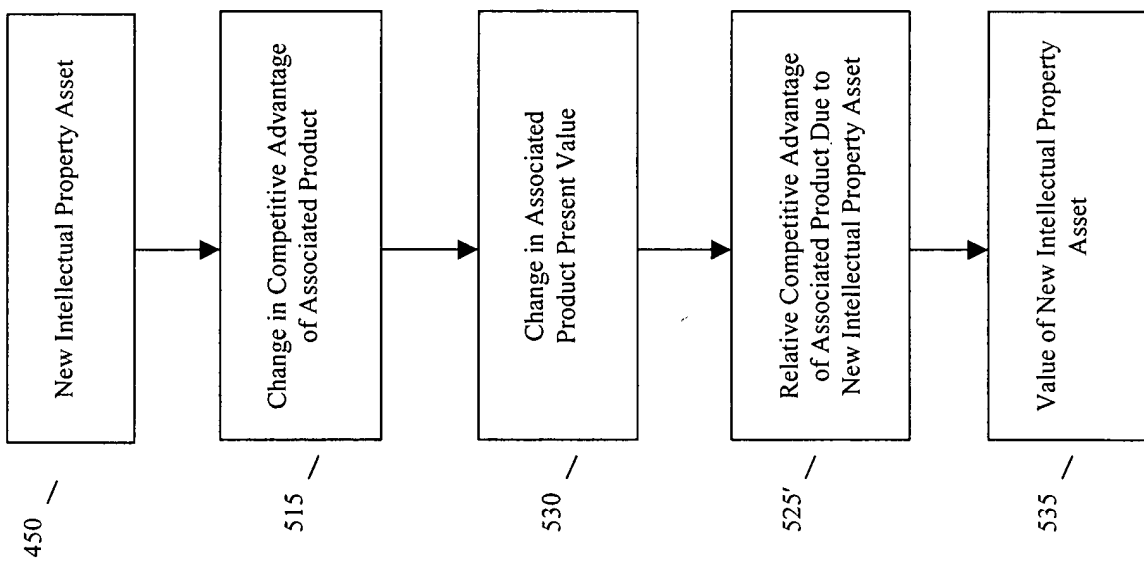 New Intellectual Property Asset
450
Change in Competitive Advantage
of Associated Product
515
Change in Associated
Product Present Value
530
Relative Competitive Advantage
of Associated Product Due to
New Intellectual Property Asset
525'
Value of New Intellectual Property
Asset
535